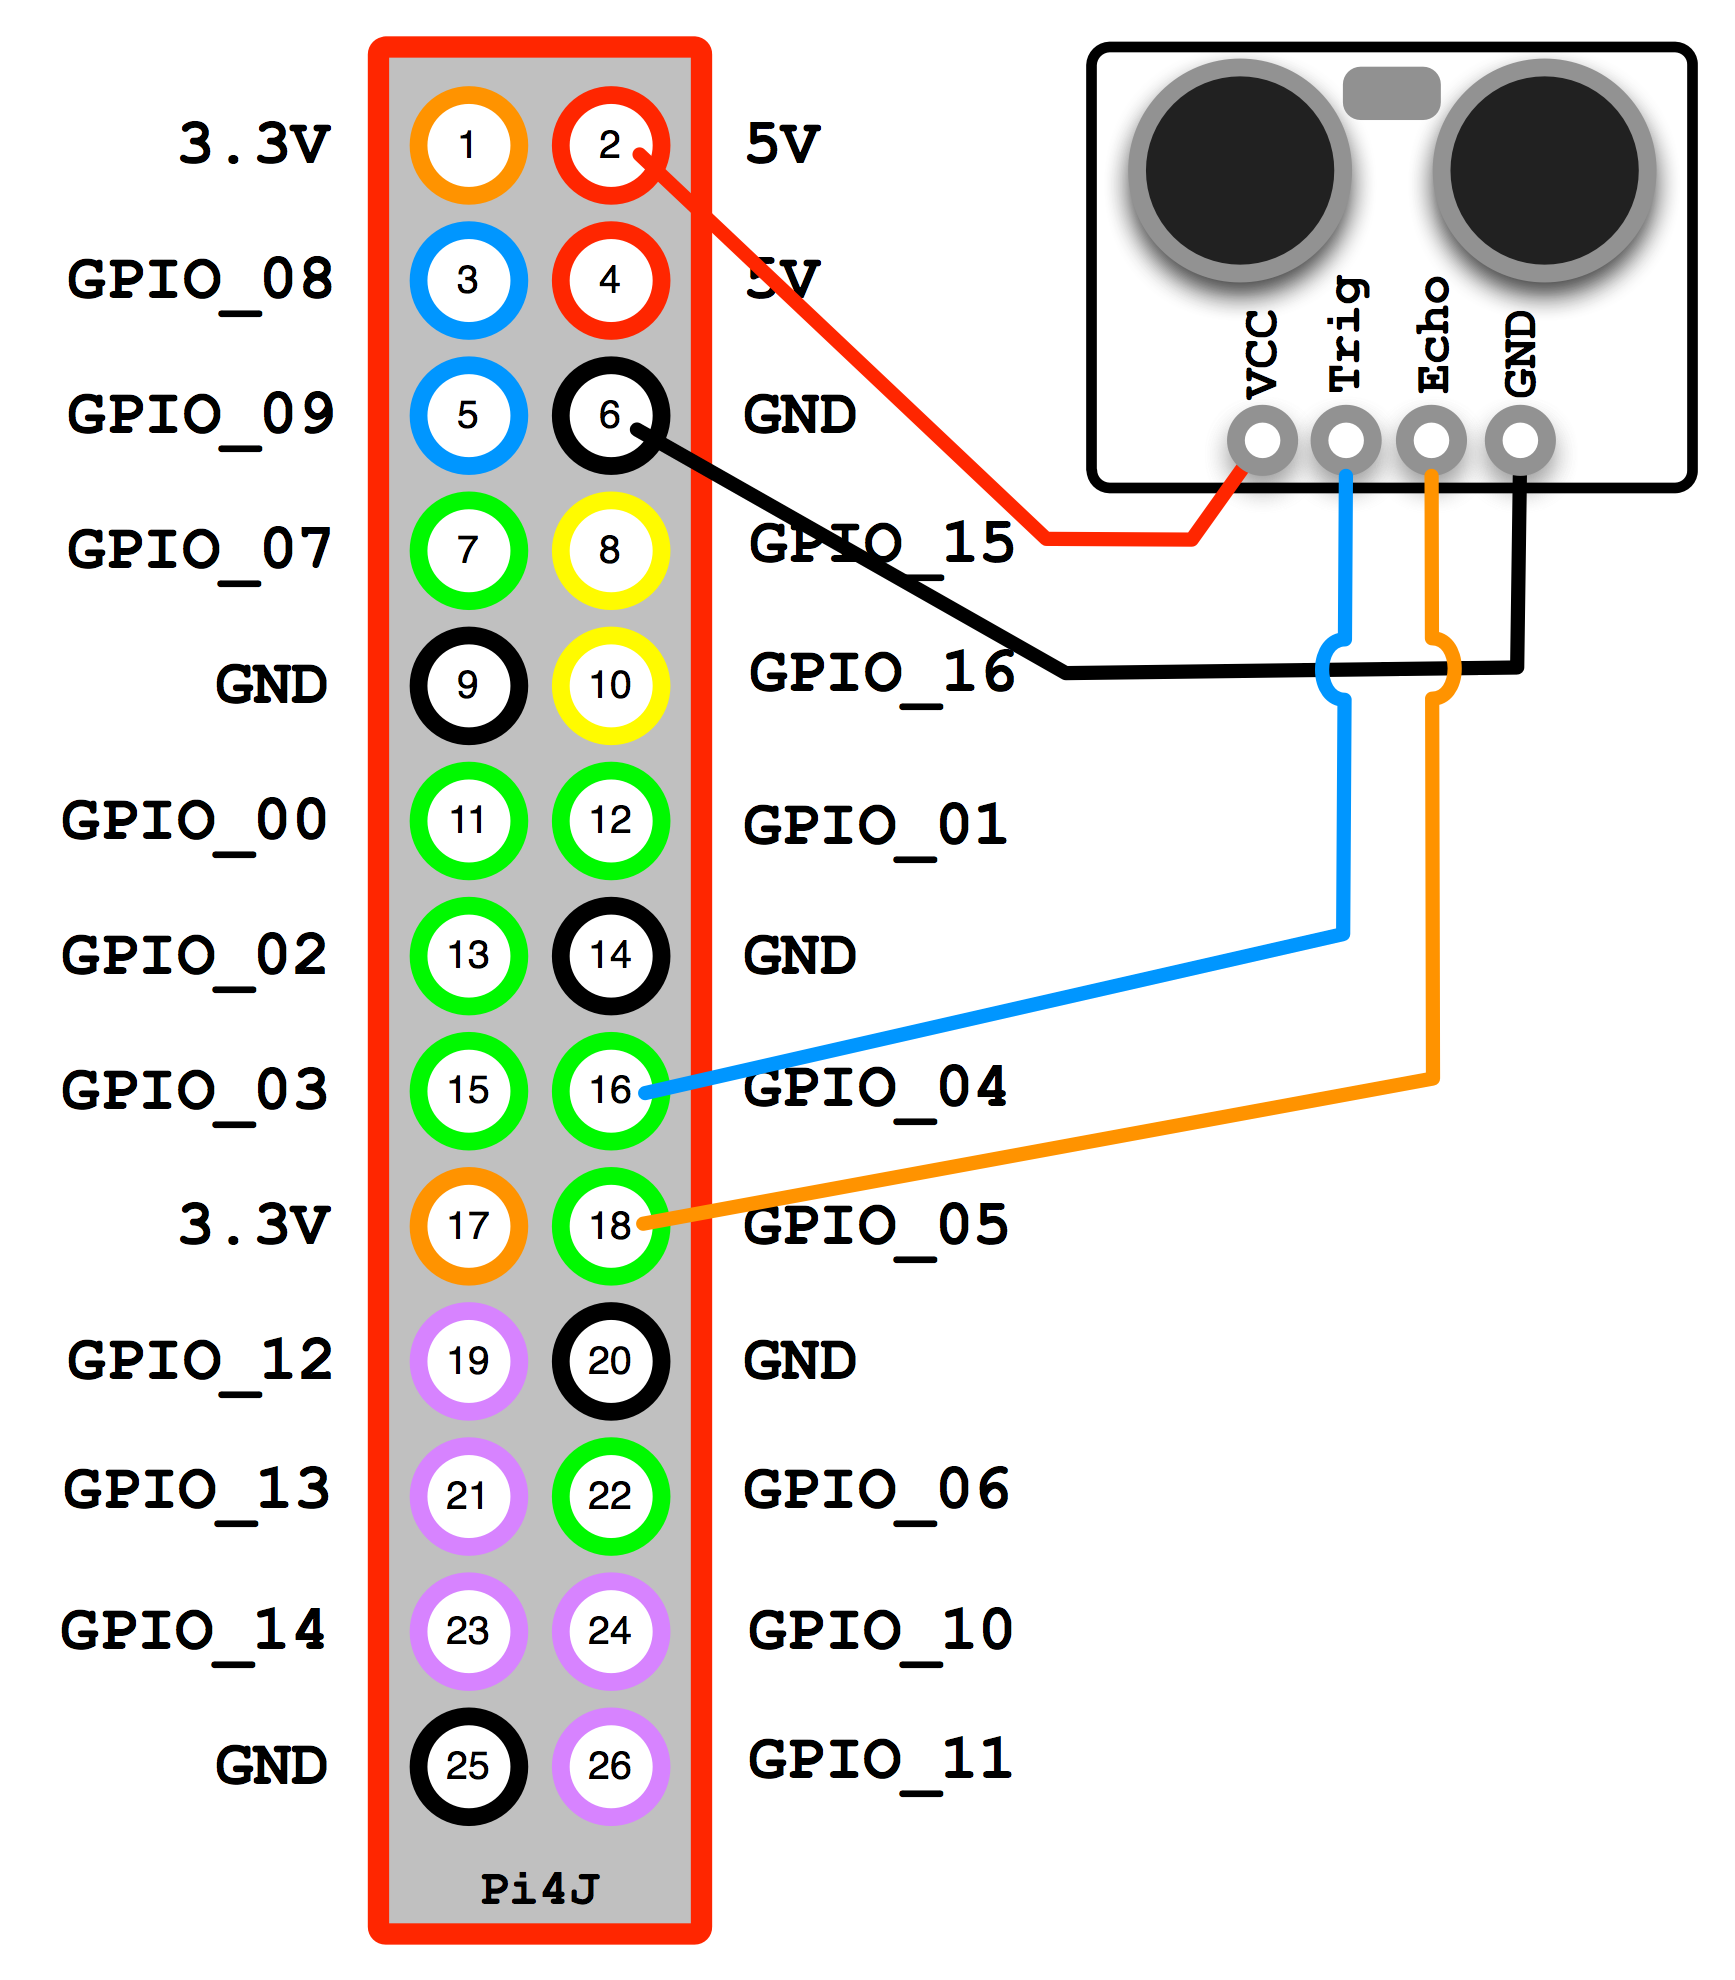 3.3V 1 2 5V
GPIO_08 3 4 5V
GPIO_09 5 6 GND
GPIO_07 7 8 GPIO_15
GND 9 10 GPIO_16
GPIO_00 11 12 GPIO_01
GPIO_02 13 14 GND
GPIO_03 15 16 GPIO_04
3.3V 17 18 GPIO_05
GPIO_12 19 20 GND
GPIO_13 21 22 GPIO_06
GPIO_14 23 24 GPIO_10
GND 25 26 GPIO_11
Pi4J
VCC
Trig
Echo
GND